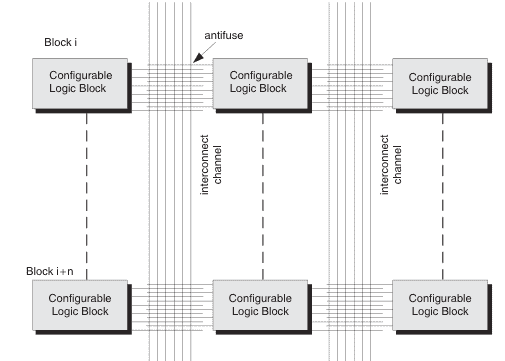 antifuse
Block i
Configurable
Logic Block
Configurable
Logic Block
Configurable
Logic Block
interconnect
channel
interconnect
channel
Block i+n
Configurable
Logic Block
Configurable
Logic Block
Configurable
Logic Block